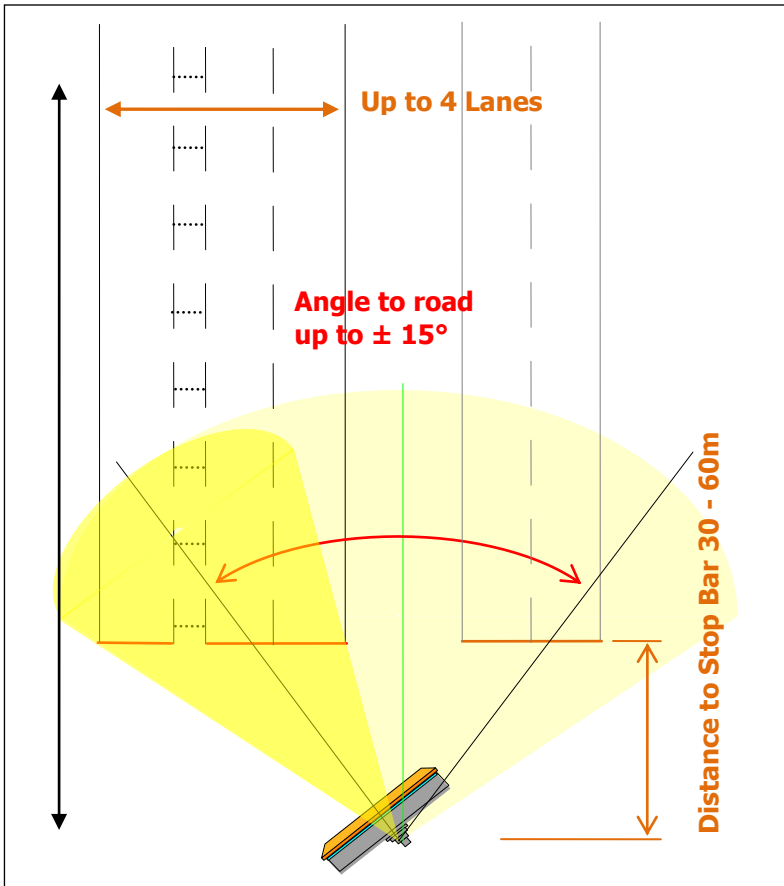 Up to 4 Lanes
Angle to road
up to ± 15°
Distance to Stop Bar 30 - 60m